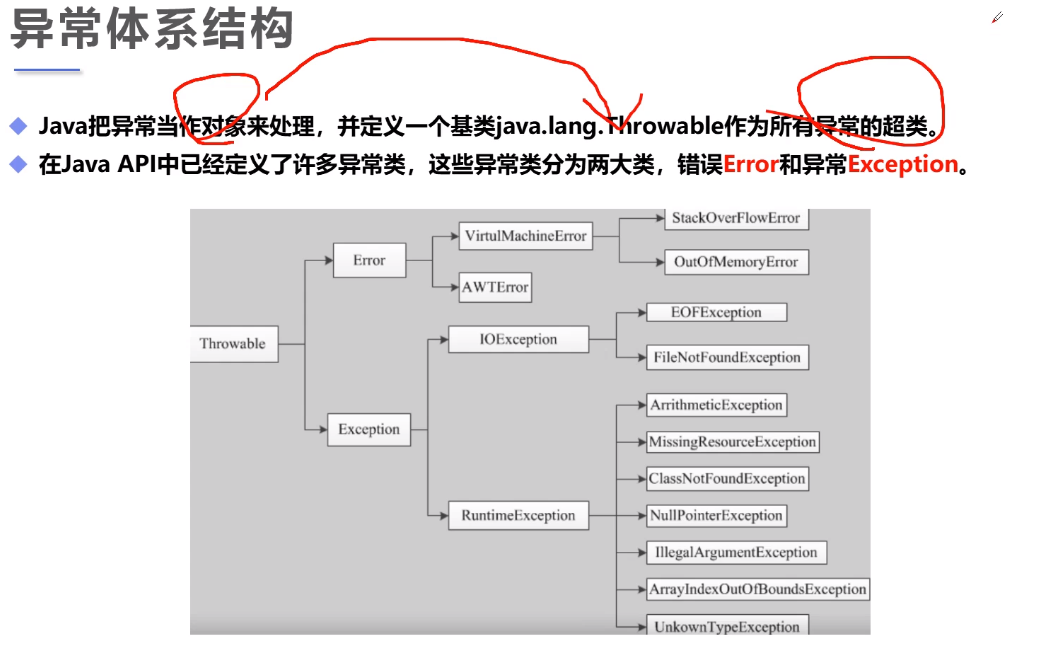 异常体系结构
Java把异常当作对象来处理，并定义一个基类java.lang.Throwable作为所有异常的超类。
在Java API中已经定义了许多异常类，这些异常类分为两大类，错误Error和异常Exception。
StackOverFlowError
VirtulMachineError
Error
OutOfMemoryError
AWTError
EOFException
IOException
Throwable
FileNotFoundException
ArrithmeticException
Exception
MissingResourceException
ClassNotFoundException
RuntimeException
NullPointerException
IllegalArgumentException
ArrayIndexOutOfBoundsException
UnkownTypeException